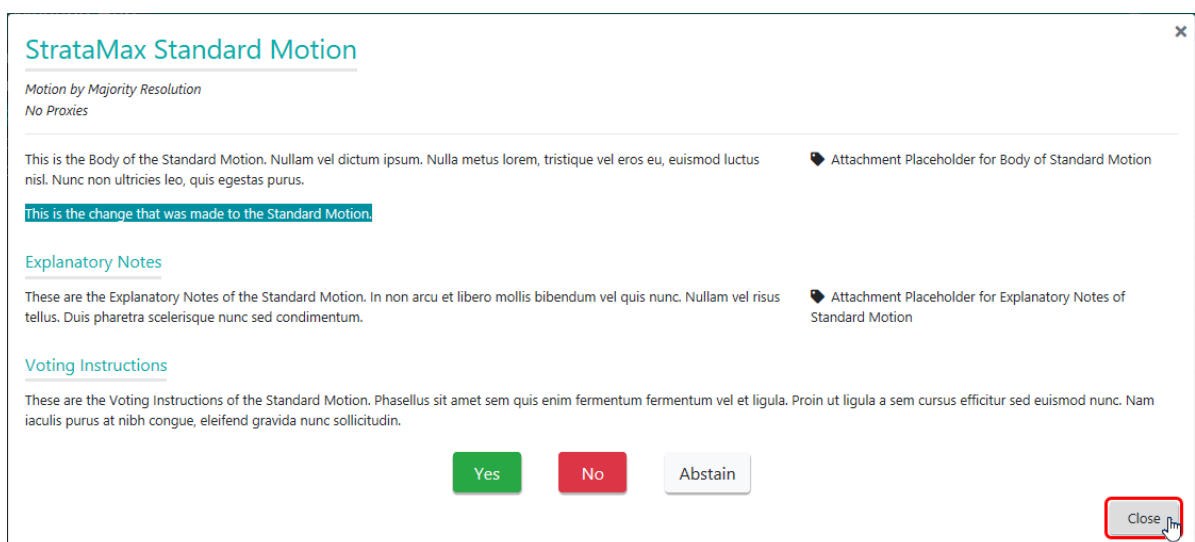 StrataMax Standard Motion
×
Motion by Majority Resolution
No Proxies
This is the Body of the Standard Motion. Nullam vel dictum ipsum. Nulla metus lorem, tristique vel eros eu, euismod luctus
nisl. Nunc non ultricies leo, quis egestas purus.
Attachment Placeholder for Body of Standard Motion
This is the change that was made to the Standard Motion.
Explanatory Notes
These are the Explanatory Notes of the Standard Motion. In non arcu et libero mollis bibendum vel quis nunc. Nullam vel risus
tellus. Duis pharetra scelerisque nunc sed condimentum.
Attachment Placeholder for Explanatory Notes of
Standard Motion
Voting Instructions
These are the Voting Instructions of the Standard Motion. Phasellus sit amet sem quis enim fermentum fermentum vel et ligula. Proin ut ligula a sem cursus efficitur sed euismod nunc. Nam
iaculis purus at nibh congue, eleifend gravida nunc sollicitudin.
Yes
No
Abstain
Close